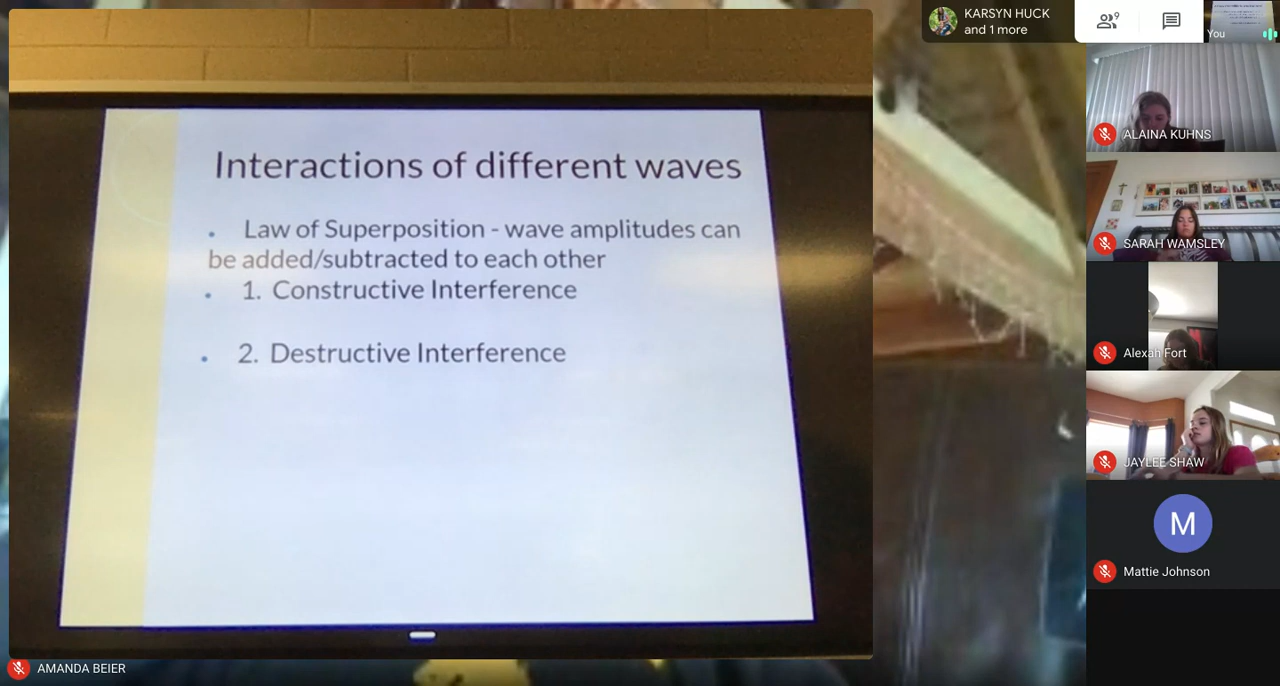 KARSYN HUCK
and 1 more
9
You
Interactions of different waves
• Law of Superposition - wave amplitudes can
be added/subtracted to each other
• 1. Constructive Interference
• 2. Destructive Interference
ALAINA KUHNS
SARAH WAMSLEY
Alexah Fort
JAYLEE SHAW
M
Mattie Johnson
AMANDA BEIER